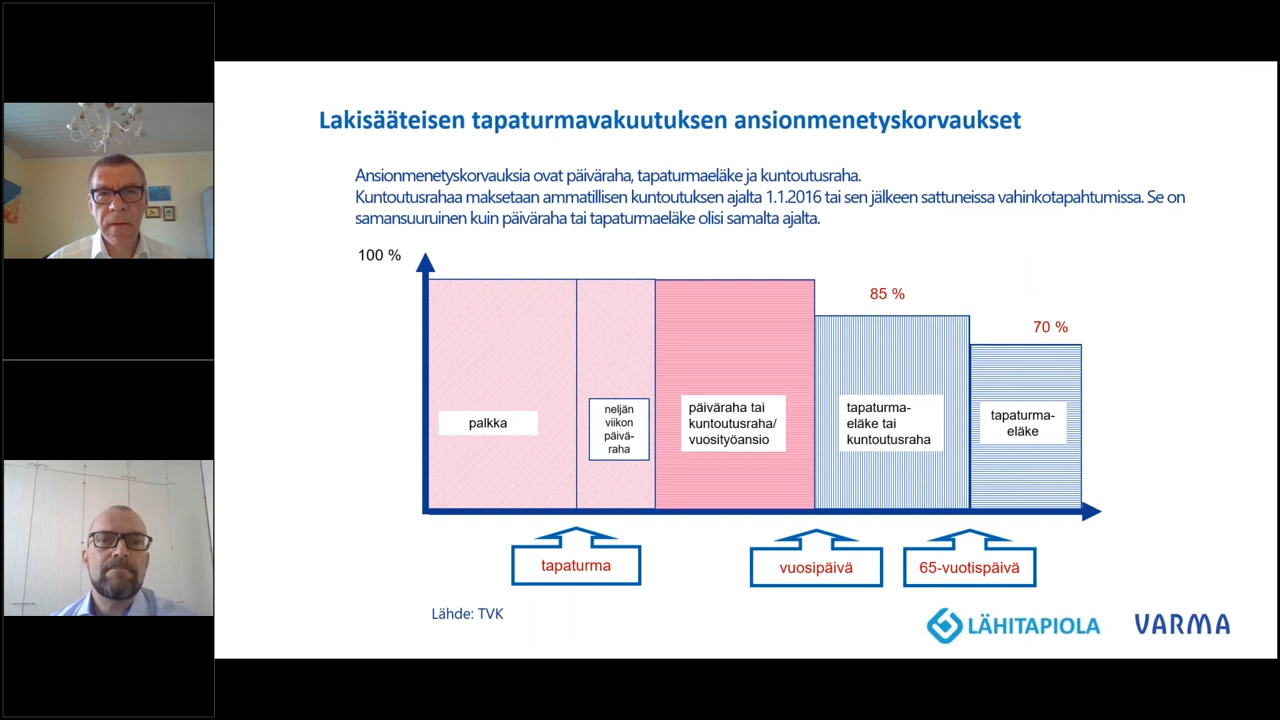 Lakisääteisen tapaturmavakuutuksen ansionmenetyskorvaukset
Ansionmenetyskorvauksia ovat päiväraha, tapaturmaeläke ja kuntoutusraha.
Kuntoutusrahaa maksetaan ammatillisen kuntoutuksen ajalta 1.1.2016 tai sen jälkeen sattuneissa vahinkotapahtumissa. Se on
samansuuruinen kuin päiväraha tai tapaturmaeläke olisi samalta ajalta.
100 %
85 %
70 %
palkka
neljän
viikon
päivä-
raha
päiväraha tai
kuntoutusraha/
vuosityöansio
tapaturma-
eläke tai
kuntoutusraha
tapaturma-
eläke
tapaturma
vuosipäivä
65-vuotispäivä
Lähde: TVK
LÄHITAPIOLA
VARMA